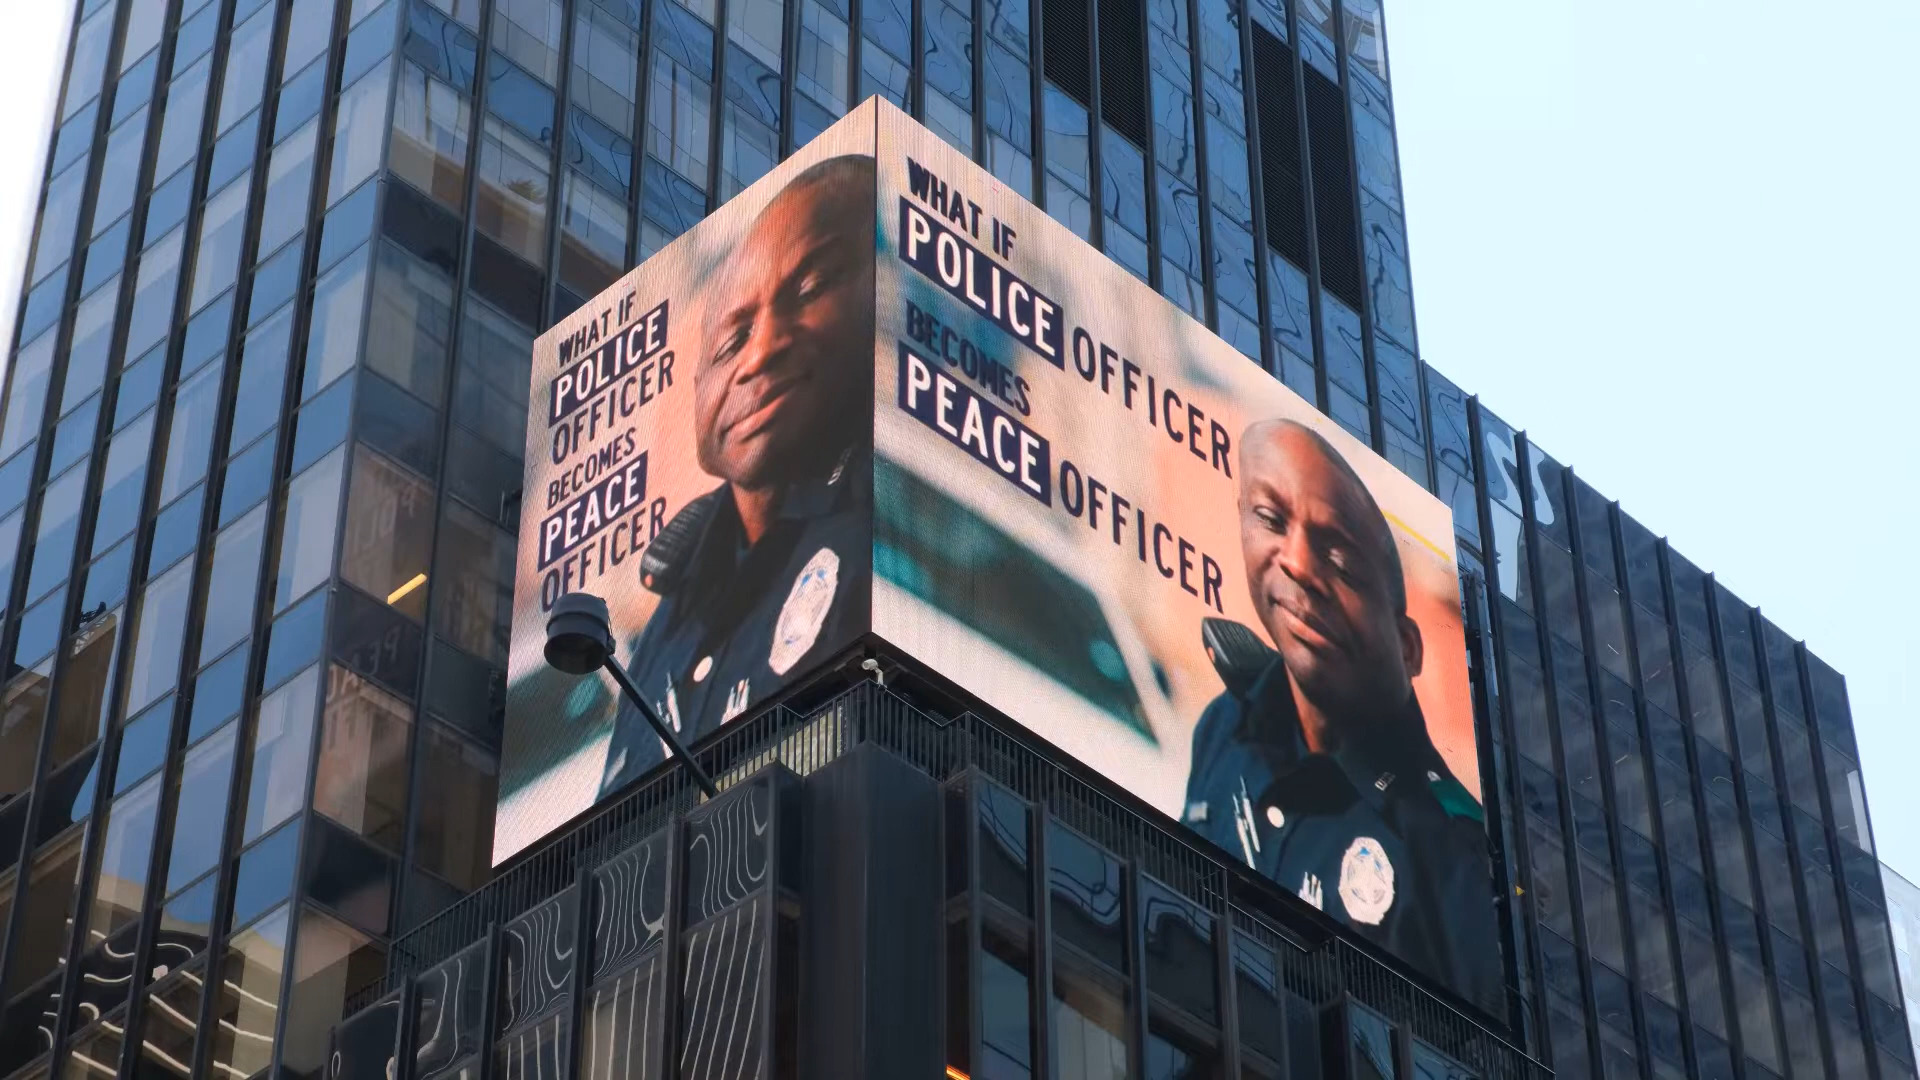 WHAT IF
POLICE
OFFICER
BECOMES
PEACE
OFFICER
WHAT IF
POLICE OFFICER
BECOMES
PEACE OFFICER